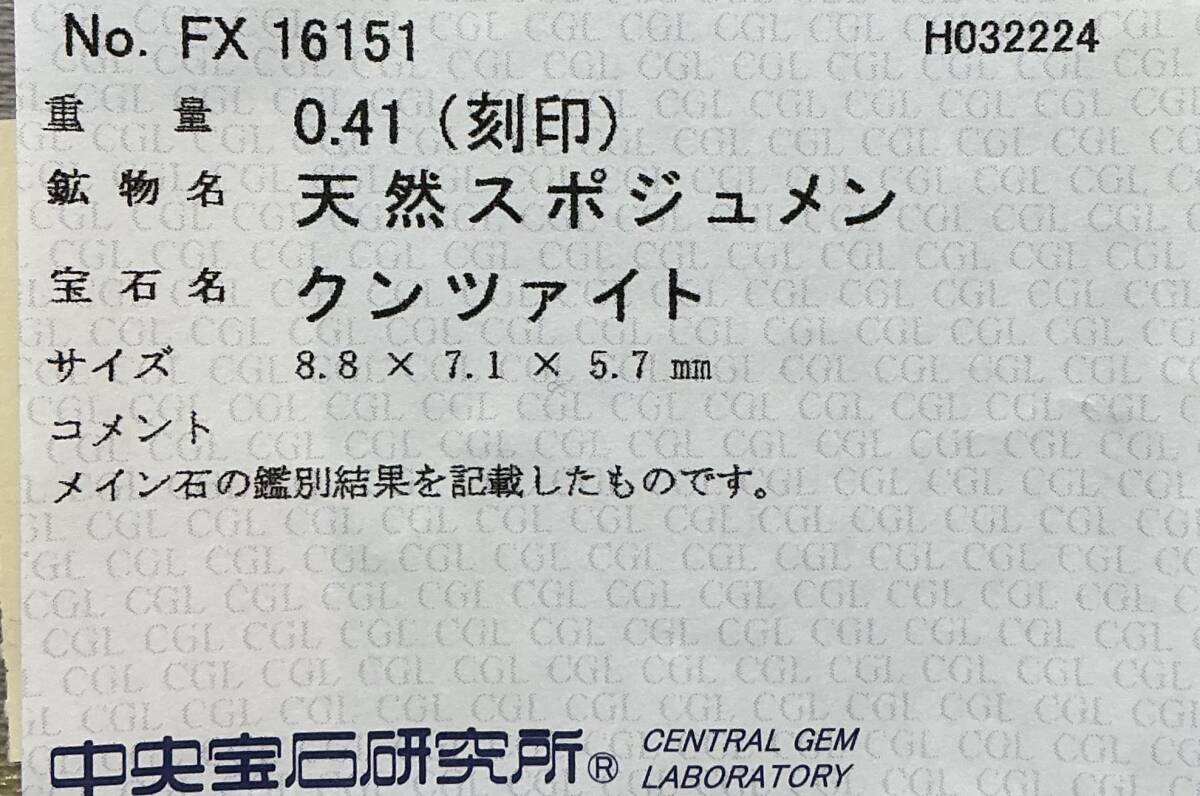 No. FX 16151 H032224
重量 0.41（刻印）
鉱物名 天然スポジュメン
宝石名 クンツァイト
サイズ 8.8 × 7.1 × 5.7 mm
コメント
メイン石の鑑別結果を記載したものです。
中央宝石研究所® CENTRAL GEM
LABORATORY